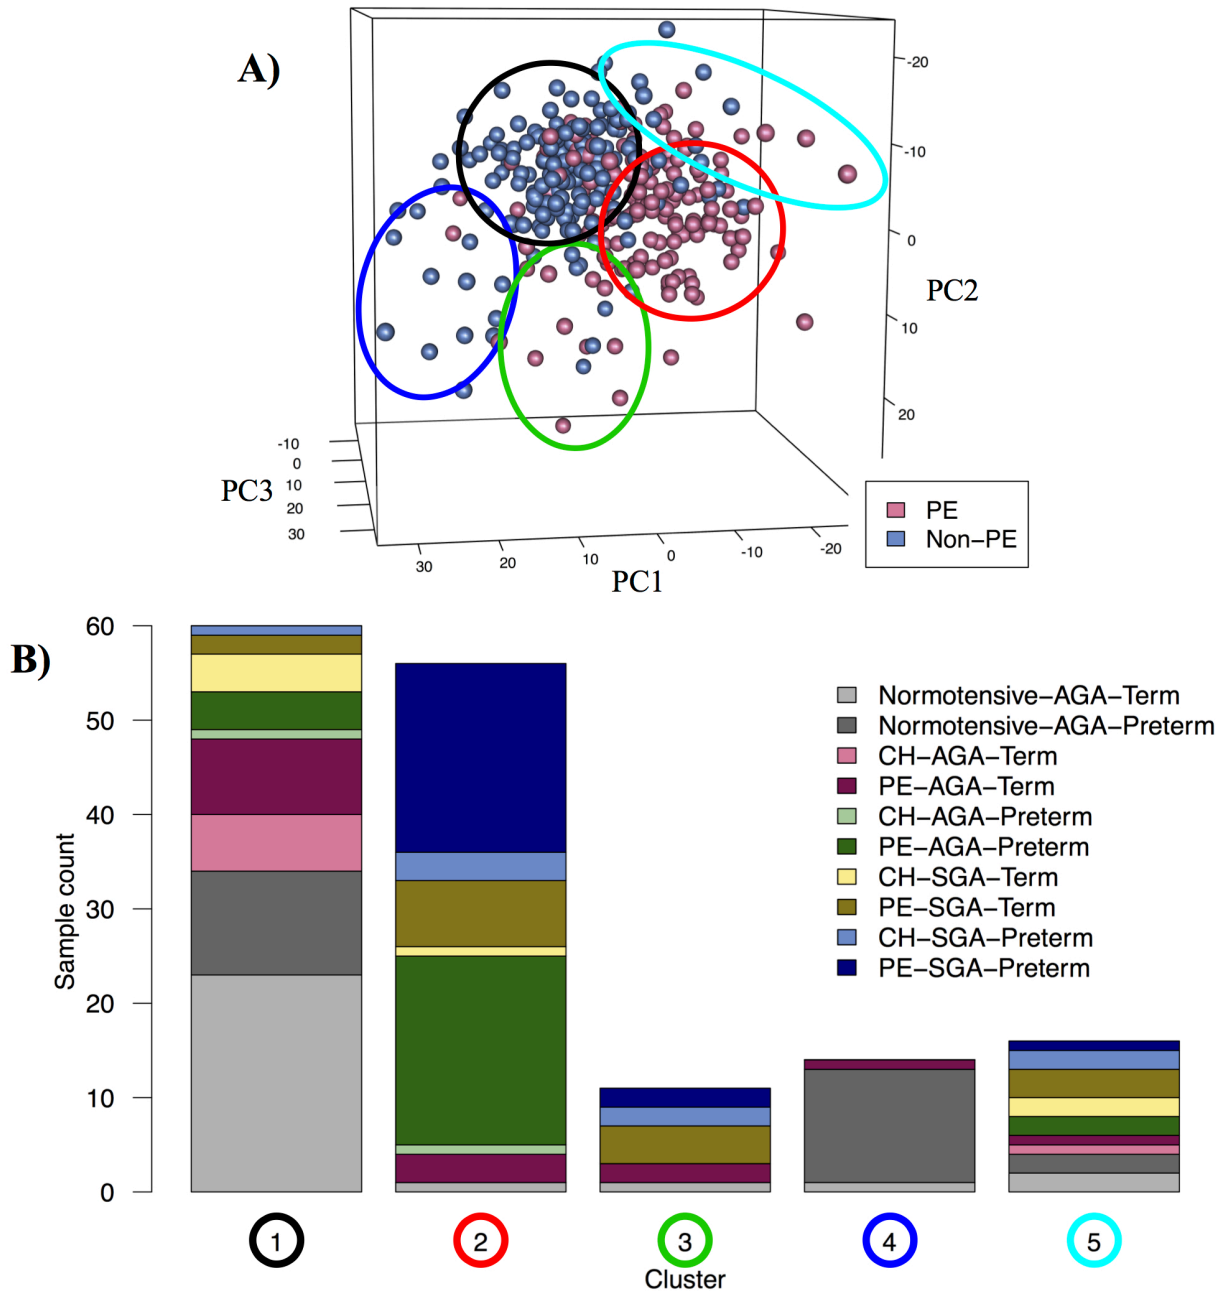 A)
-20
-10
0
10
20
PC2
-10
0
10
20
30
PC3
30
20
10
0
-10
-20
PC1
PE
Non−PE
B)
60
50
40
30
20
10
0
Sample count
Normotensive−AGA−Term
Normotensive−AGA−Preterm
CH−AGA−Term
PE−AGA−Term
CH−AGA−Preterm
PE−AGA−Preterm
CH−SGA−Term
PE−SGA−Term
CH−SGA−Preterm
PE−SGA−Preterm
1 2 3 4 5
Cluster